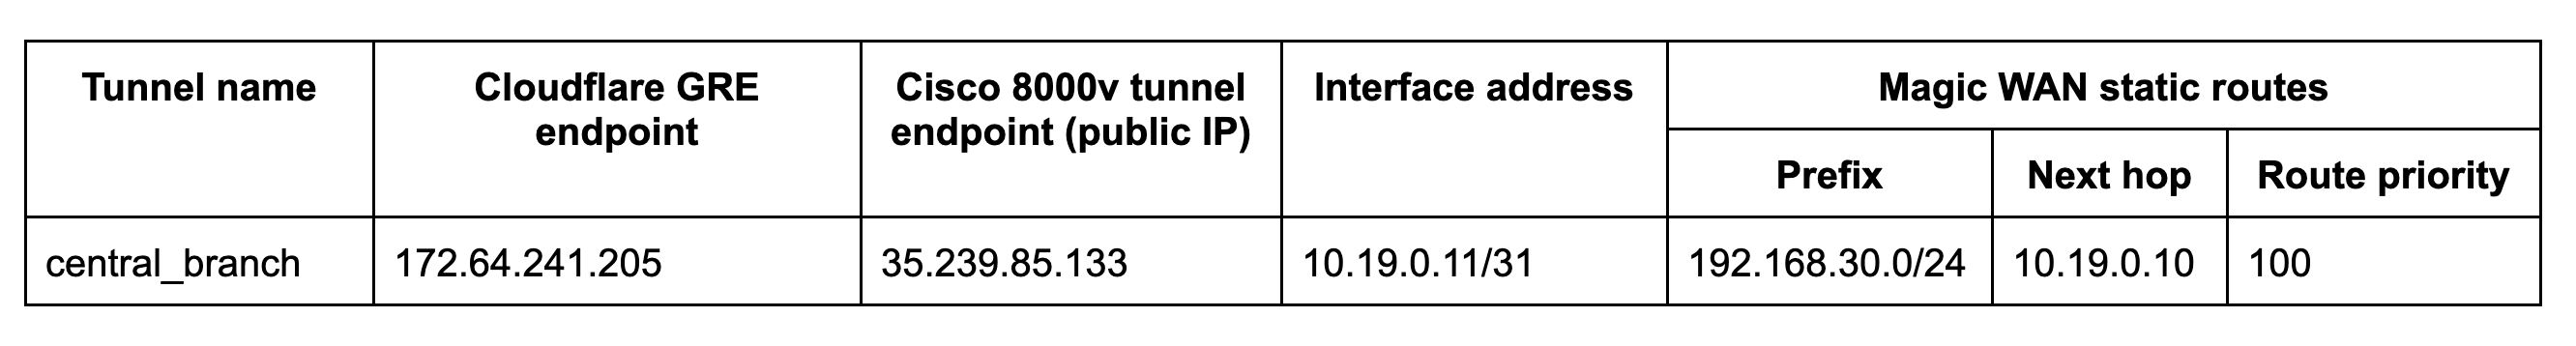 Tunnel name
Cloudflare GRE
endpoint
Cisco 8000v tunnel
endpoint (public IP)
Interface address
Magic WAN static routes
Prefix
Next hop
Route priority
central_branch
172.64.241.205
35.239.85.133
10.19.0.11/31
192.168.30.0/24
10.19.0.10
100